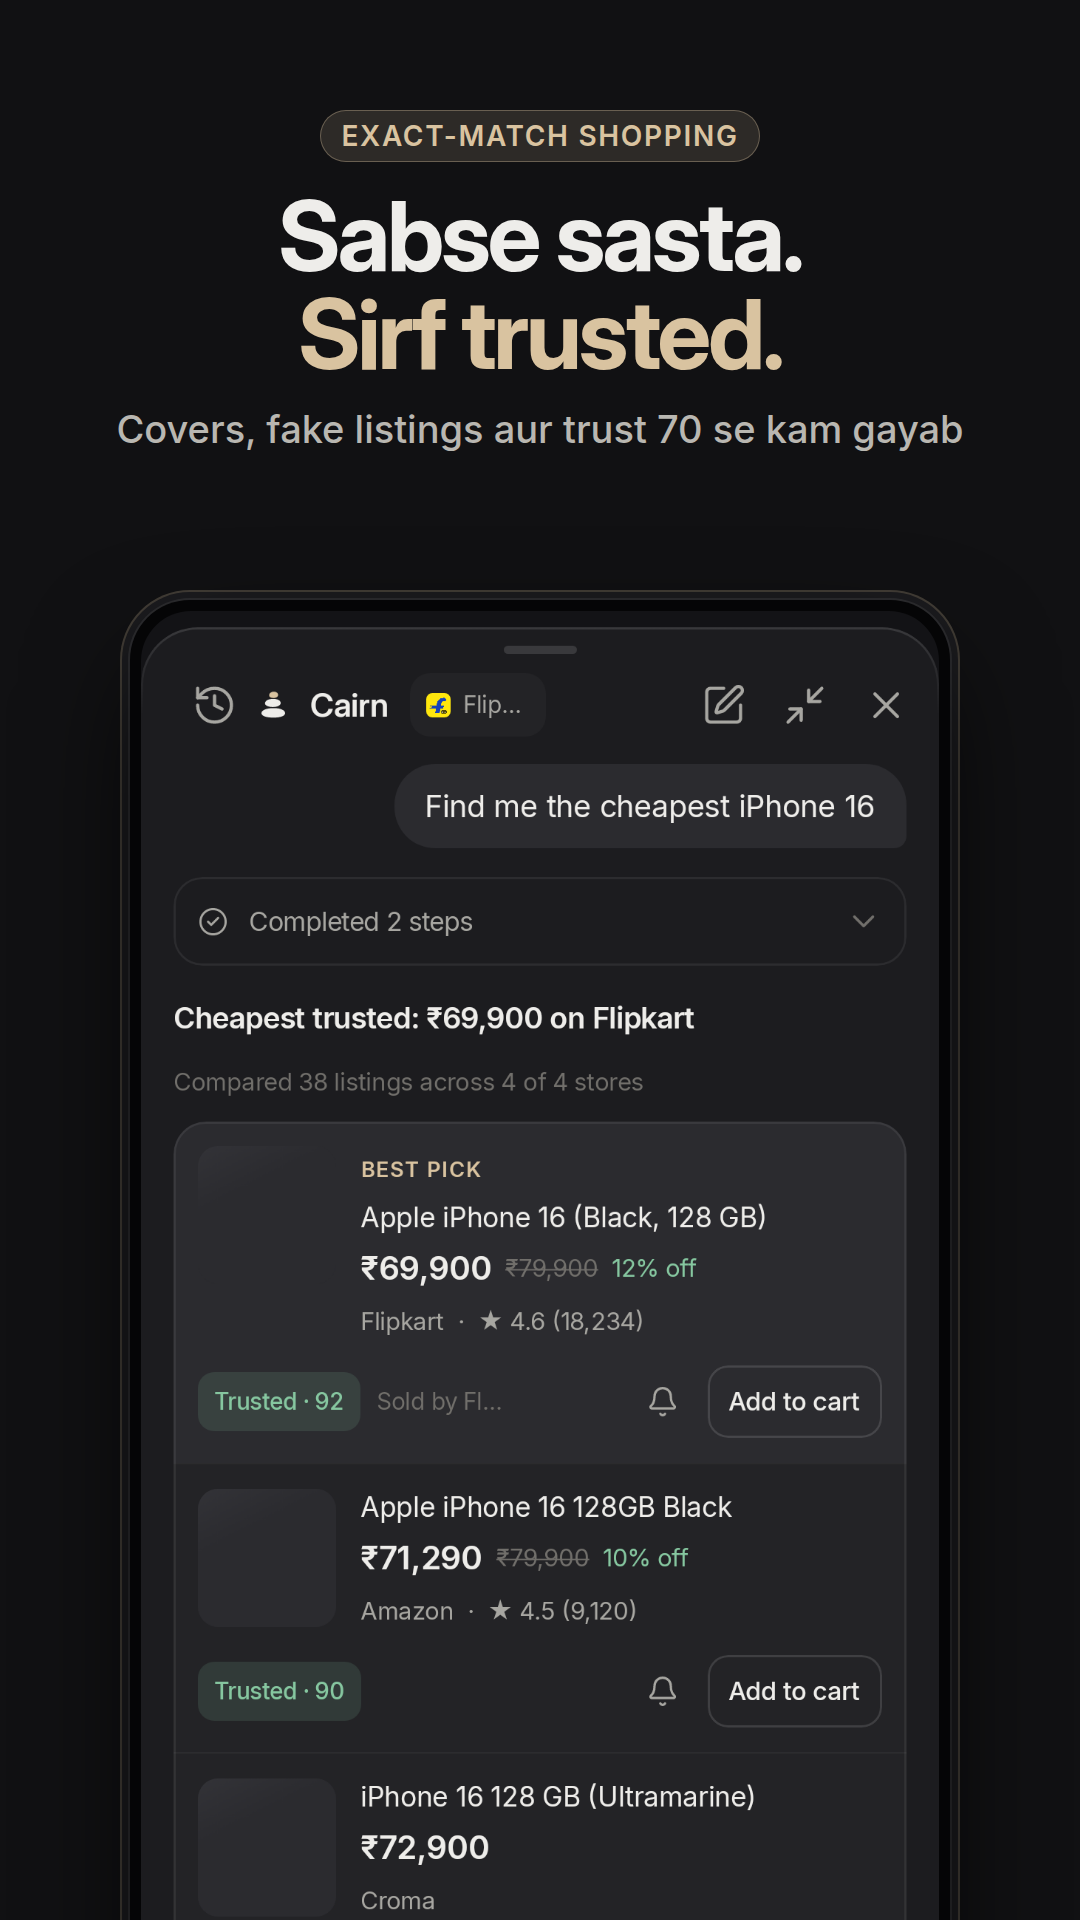 EXACT-MATCH SHOPPING
Sabse sasta.
Sirf trusted.
Covers, fake listings aur trust 70 se kam gayab
Cairn
Flip...
Find me the cheapest iPhone 16
Completed 2 steps
Cheapest trusted: ₹69,900 on Flipkart
Compared 38 listings across 4 of 4 stores
BEST PICK
Apple iPhone 16 (Black, 128 GB)
₹69,900 ₹79,900 12% off
Flipkart · ★ 4.6 (18,234)
Trusted · 92 Sold by Fl... Add to cart
Apple iPhone 16 128GB Black
₹71,290 ₹79,900 10% off
Amazon · ★ 4.5 (9,120)
Trusted · 90 Add to cart
iPhone 16 128 GB (Ultramarine)
₹72,900
Croma